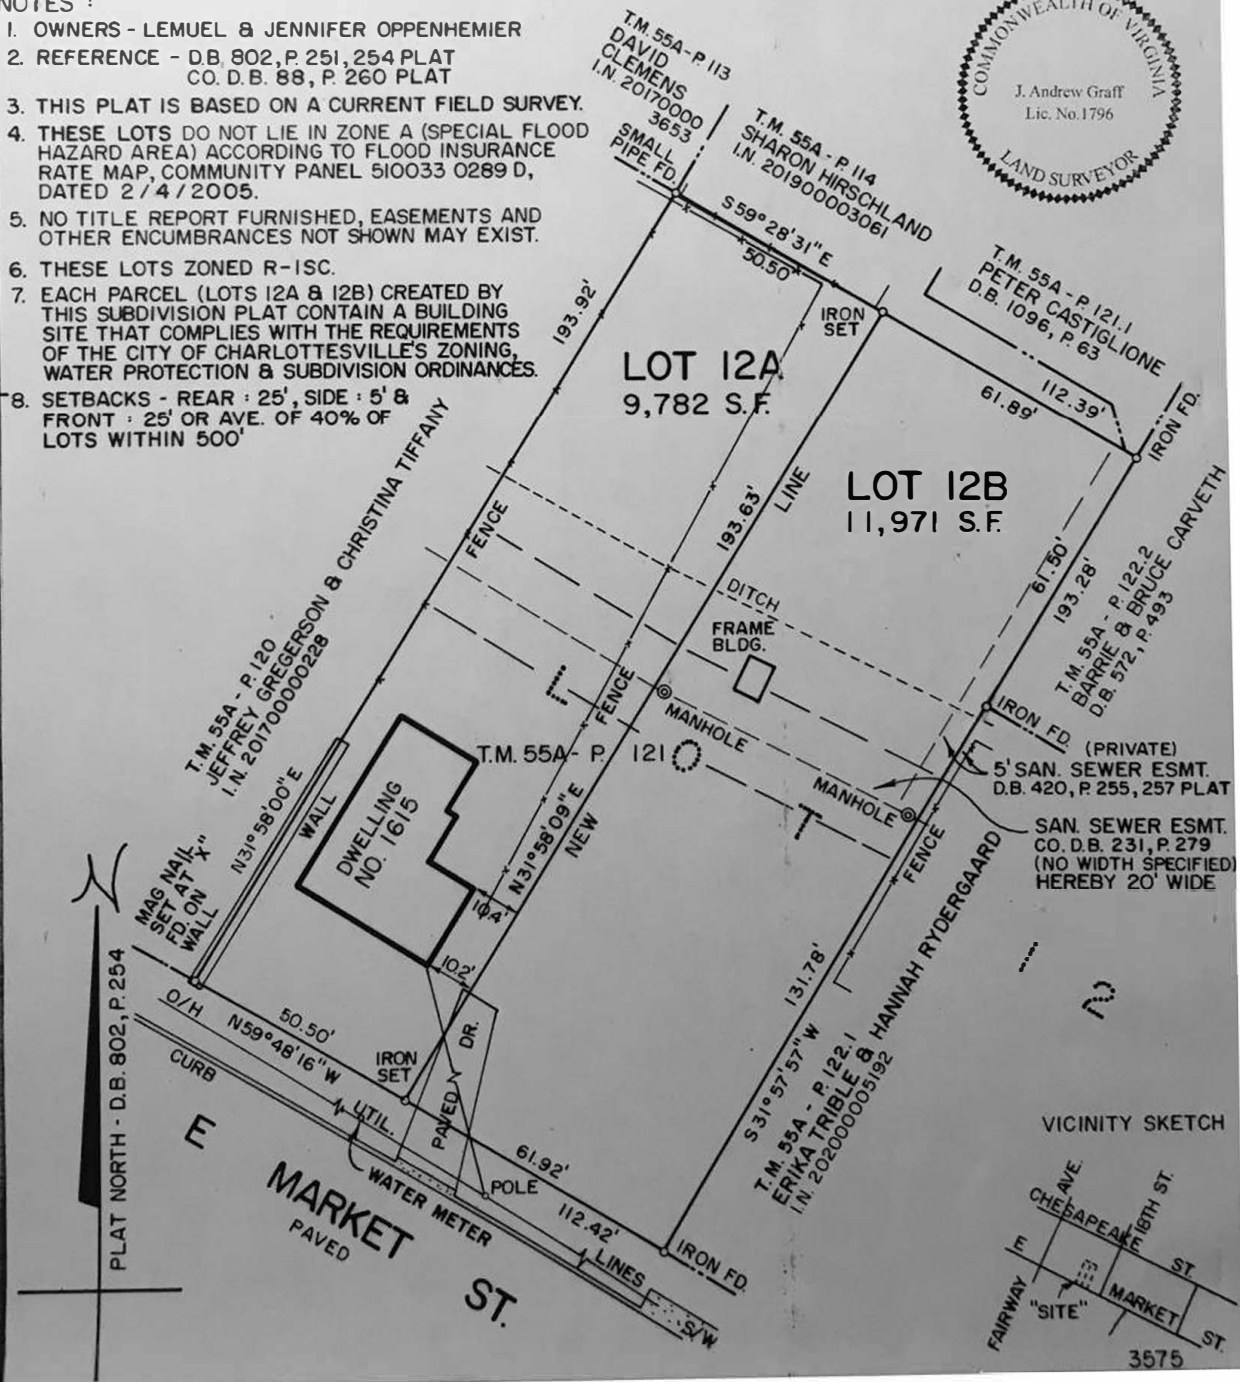 NOTES :
1. OWNERS - LEMUEL & JENNIFER OPPENHEMIER
2. REFERENCE - D.B. 802, P. 251, 254 PLAT
CO. D.B. 88, P. 260 PLAT
3. THIS PLAT IS BASED ON A CURRENT FIELD SURVEY.
4. THESE LOTS DO NOT LIE IN ZONE A (SPECIAL FLOOD
HAZARD AREA) ACCORDING TO FLOOD INSURANCE
RATE MAP, COMMUNITY PANEL 510033 0289 D,
DATED 2/4/2005.
5. NO TITLE REPORT FURNISHED, EASEMENTS AND
OTHER ENCUMBRANCES NOT SHOWN MAY EXIST.
6. THESE LOTS ZONED R-1SC.
7. EACH PARCEL (LOTS 12A & 12B) CREATED BY
THIS SUBDIVISION PLAT CONTAIN A BUILDING
SITE THAT COMPLIES WITH THE REQUIREMENTS
OF THE CITY OF CHARLOTTESVILLE'S ZONING,
WATER PROTECTION & SUBDIVISION ORDINANCES.
8. SETBACKS - REAR : 25', SIDE : 5' &
FRONT : 25' OR AVE. OF 40% OF
LOTS WITHIN 500'
COMMONWEALTH OF VIRGINIA
J. Andrew Graff
Lic. No.1796
LAND SURVEYOR
T.M. 55A - P. 113
DAVID
CLEMENS
I.N. 20170000
3653
SMALL
PIPE FD.
T.M. 55A - P. 114
SHARON HIRSCHLAND
I.N. 201900003061
S 59° 28' 31" E
50.50'
T.M. 55A - P. 121.1
PETER CASTIGLIONE
D.B. 1096, P. 63
IRON
SET
193.92'
LOT 12A
9,782 S.F.
112.39'
61.89'
IRON FD.
LOT 12B
11,971 S.F.
193.63'
LINE
FENCE
DITCH
FRAME
BLDG.
61.50'
193.28'
T.M. 55A - P. 122.2
BARRIE & BRUCE CARVETH
D.B. 572, P. 493
T.M. 55A - P. 120
JEFFREY GREGERSON & CHRISTINA TIFFANY
I.N. 201700000228
FENCE
MANHOLE
L O T 1 2
T.M. 55A - P. 121
IRON FD.
(PRIVATE)
5' SAN. SEWER ESMT.
D.B. 420, P. 255, 257 PLAT
MANHOLE
SAN. SEWER ESMT.
CO. D.B. 231, P. 279
(NO WIDTH SPECIFIED)
HEREBY 20' WIDE
FENCE
N31° 58' 00" E
WALL
DWELLING
NO. 1615
N31° 58' 09" E
NEW
10.4'
10.2'
MAG NAIL
SET AT "X"
FD. ON
WALL
N
PLAT NORTH - D.B. 802, P. 254
O/H
50.50'
N59° 48' 16" W
CURB
IRON
SET
UTIL.
PAVED DR.
131.78'
S 31° 57' 57" W
T.M. 55A - P. 122.1
ERIKA TRIBLE & HANNAH RYDERGAARD
I.N. 202000005192
E MARKET ST.
PAVED
WATER METER
POLE
61.92'
112.42'
LINES
IRON FD.
S/W
VICINITY SKETCH
CHESAPEAKE ST.
FAIRWAY AVE.
18TH ST.
E MARKET ST.
"SITE"
3575